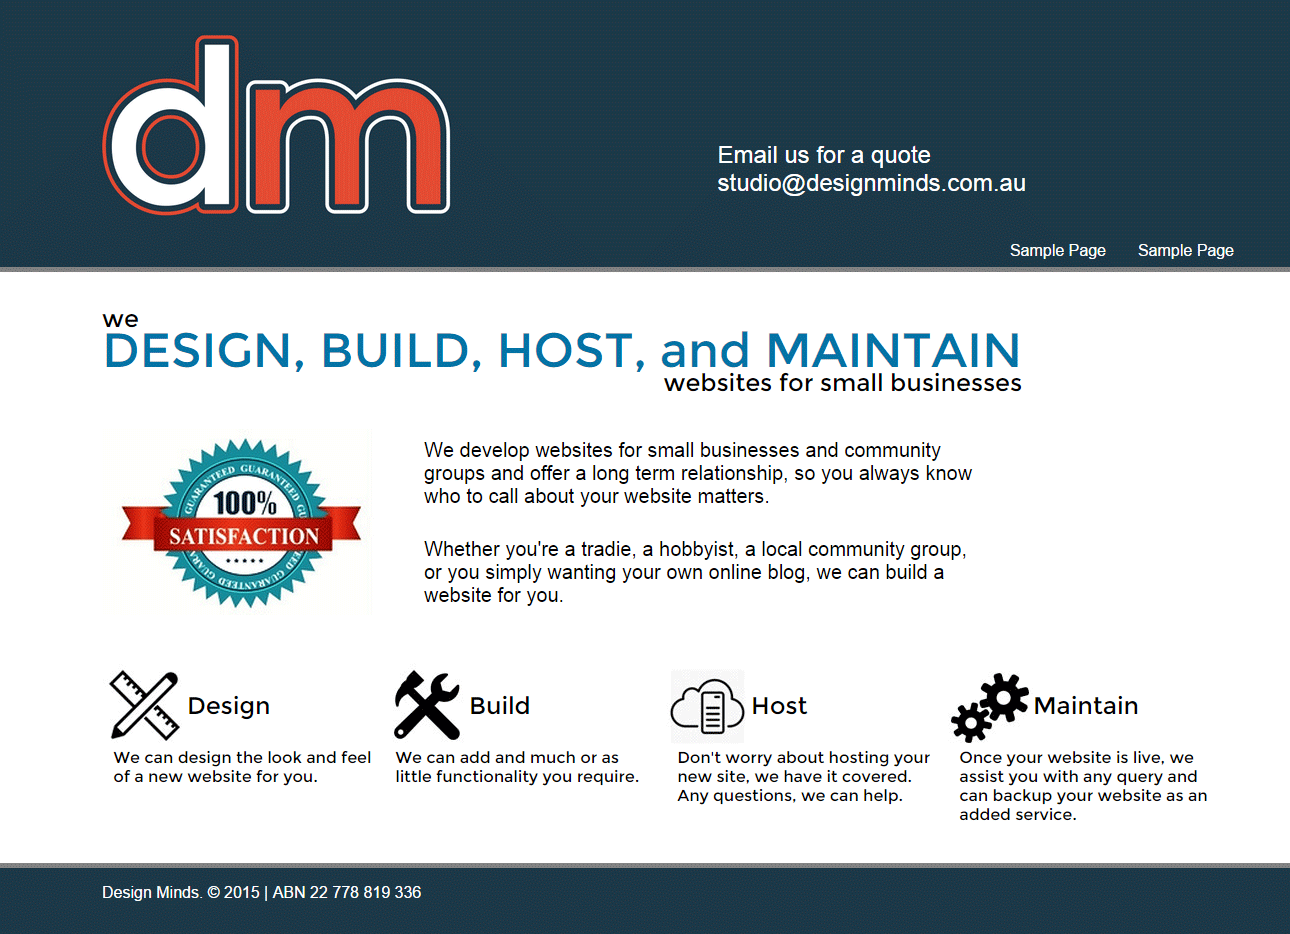 dm
Email us for a quote
studio@designminds.com.au
Sample Page Sample Page
we
DESIGN, BUILD, HOST, and MAINTAIN
websites for small businesses
GUARANTEED GUARANTEED
100%
SATISFACTION
We develop websites for small businesses and community
groups and offer a long term relationship, so you always know
who to call about your website matters.
Whether you're a tradie, a hobbyist, a local community group,
or you simply wanting your own online blog, we can build a
website for you.
Design
We can design the look and feel
of a new website for you.
Build
We can add and much or as
little functionality you require.
Host
Don't worry about hosting your
new site, we have it covered.
Any questions, we can help.
Maintain
Once your website is live, we
assist you with any query and
can backup your website as an
added service.
Design Minds. © 2015 | ABN 22 778 819 336